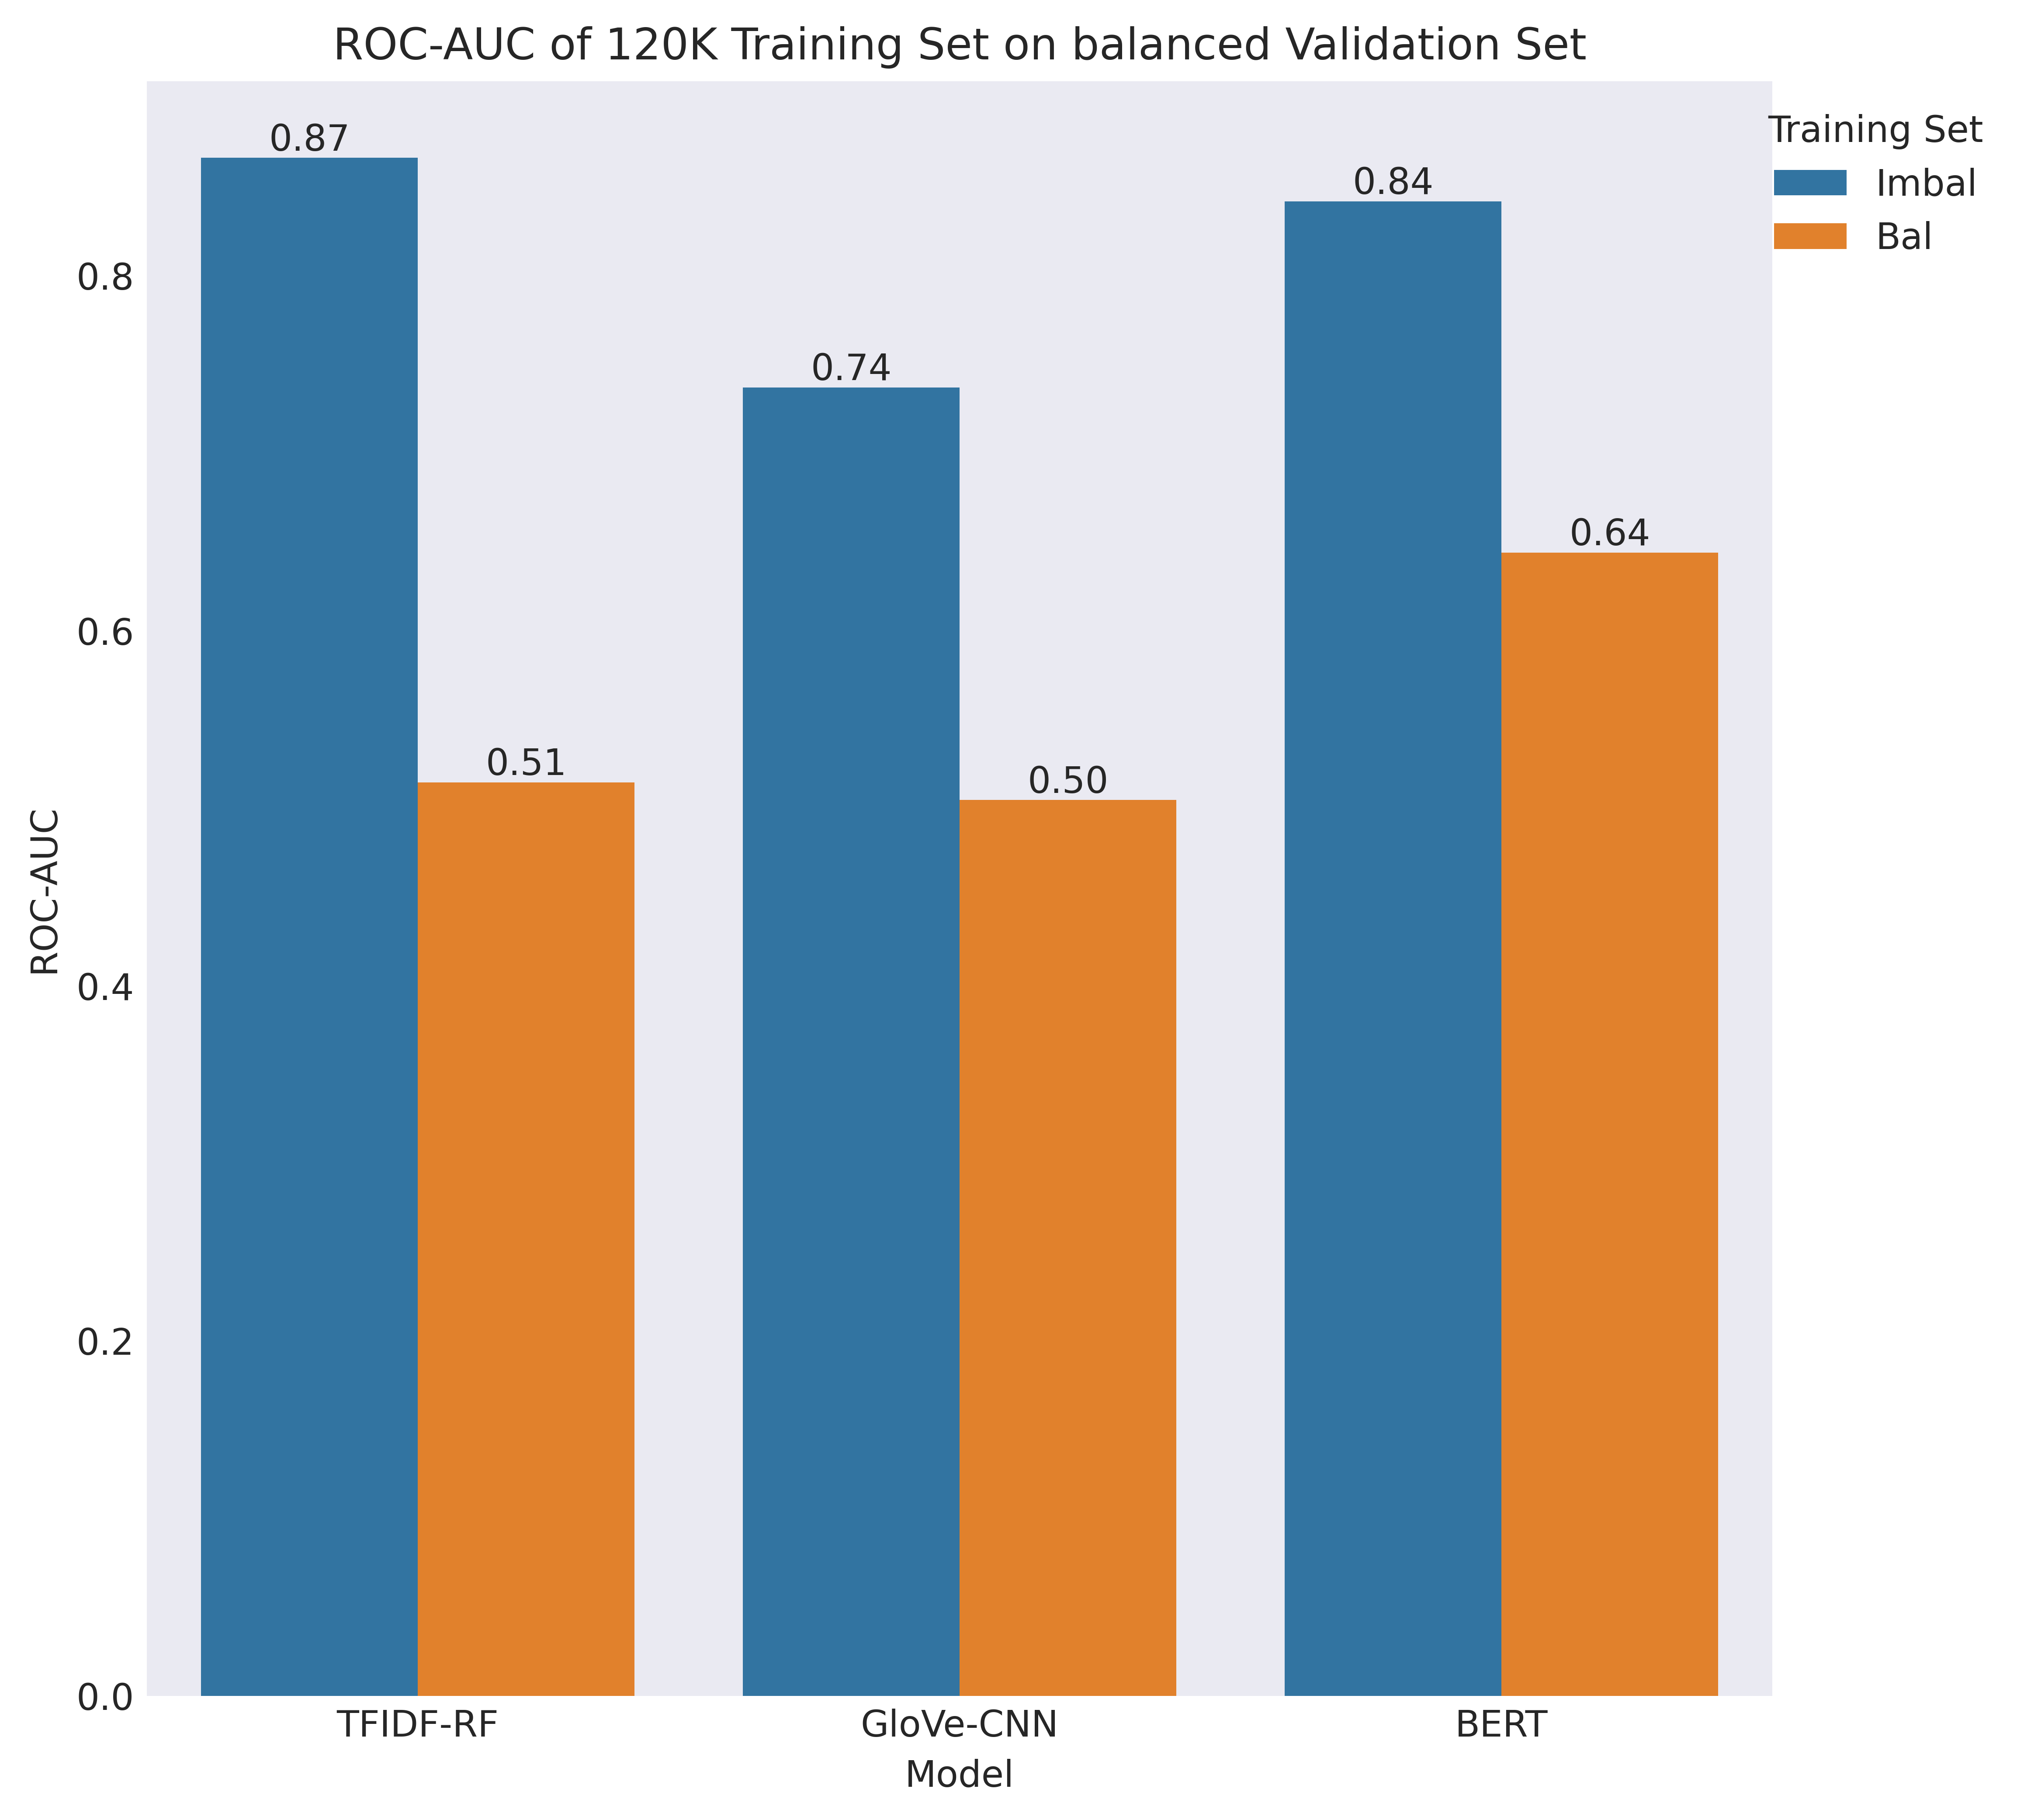 ROC-AUC of 120K Training Set on balanced Validation Set
Training Set
Imbal
Bal
0.87
0.51
0.74
0.50
0.84
0.64
ROC-AUC
0.8
0.6
0.4
0.2
0.0
TFIDF-RF
GloVe-CNN
BERT
Model